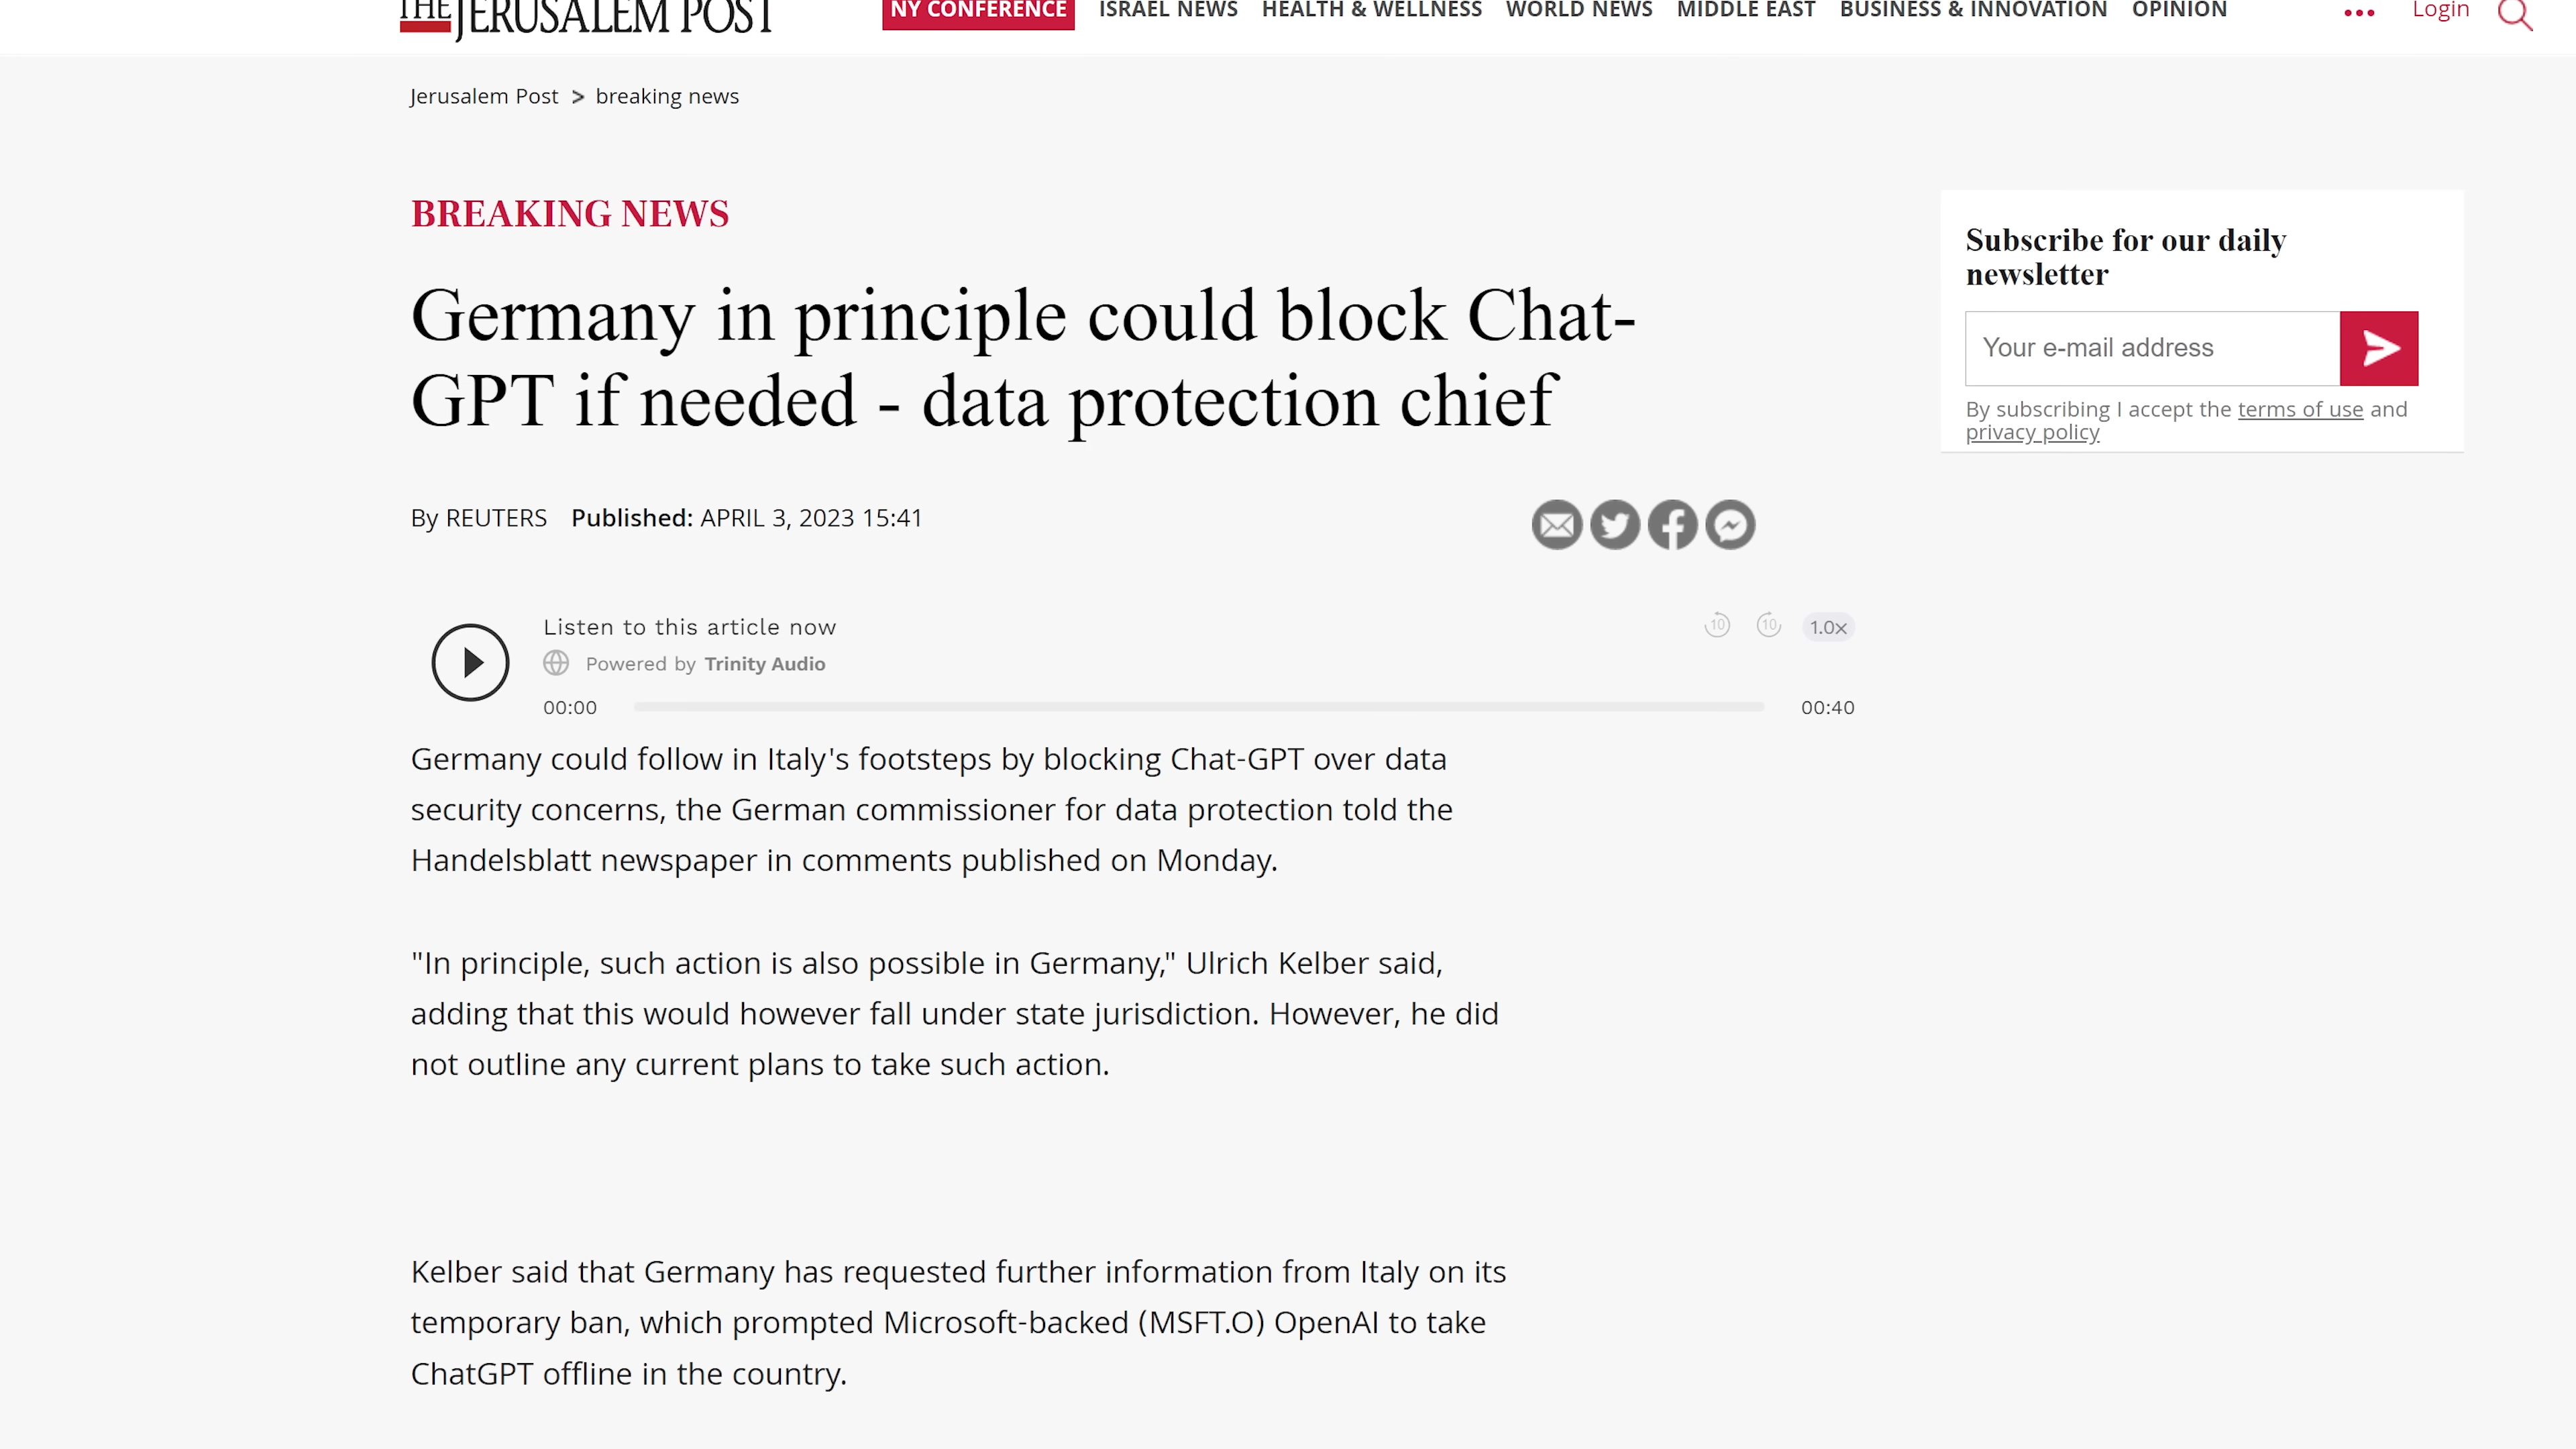 THE JERUSALEM POST
NY CONFERENCE ISRAEL NEWS HEALTH & WELLNESS WORLD NEWS MIDDLE EAST BUSINESS & INNOVATION OPINION
Login
Jerusalem Post > breaking news
BREAKING NEWS
Germany in principle could block Chat-
GPT if needed - data protection chief
By REUTERS Published: APRIL 3, 2023 15:41
Listen to this article now
10 10 1.0x
Powered by Trinity Audio
00:00 00:40
Germany could follow in Italy's footsteps by blocking Chat-GPT over data
security concerns, the German commissioner for data protection told the
Handelsblatt newspaper in comments published on Monday.
"In principle, such action is also possible in Germany," Ulrich Kelber said,
adding that this would however fall under state jurisdiction. However, he did
not outline any current plans to take such action.
Kelber said that Germany has requested further information from Italy on its
temporary ban, which prompted Microsoft-backed (MSFT.O) OpenAI to take
ChatGPT offline in the country.
Subscribe for our daily
newsletter
Your e-mail address
By subscribing I accept the terms of use and
privacy policy